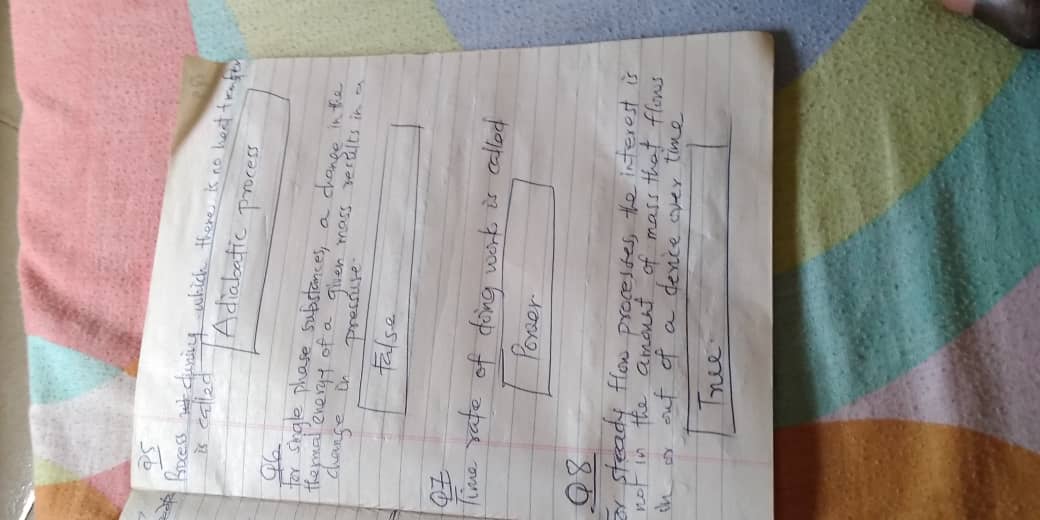 Q5
Process during which there is no heat transfer
is called
Adiabatic process
Q6
For single phase substances, a change in the
thermal energy of a given mass results in a
change in pressure.
False
Q7
Time rate of doing work is called
Power
Q8
For steady flow processes, the interest is
not in the amount of mass that flows
in or out of a device over time
True.